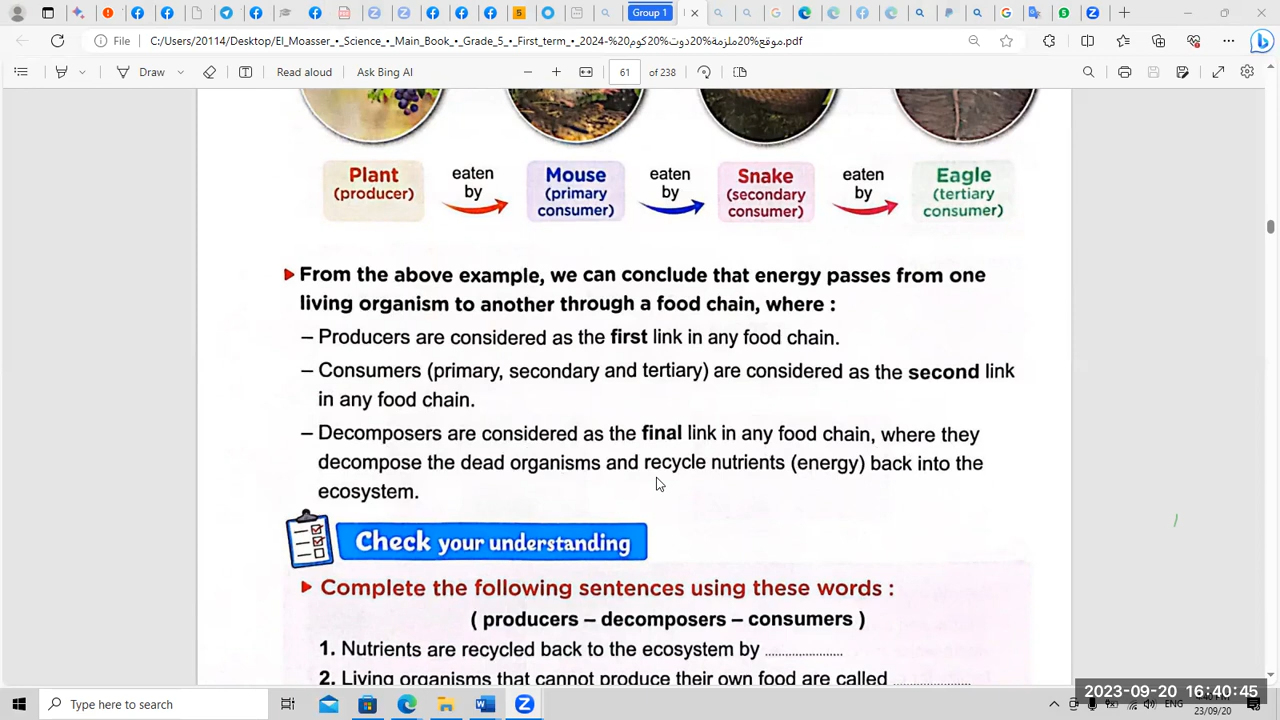 Group 1
File
C:/Users/20114/Desktop/El_Moasser_•_Science_•_Main_Book_•_Grade_5_•_First_term_•_2024-%20موقع%20ملزمة%20دوت%20كوم.pdf
Draw
Read aloud
Ask Bing AI
61
of 238
Plant
(producer)
eaten
by
Mouse
(primary
consumer)
eaten
by
Snake
(secondary
consumer)
eaten
by
Eagle
(tertiary
consumer)
From the above example, we can conclude that energy passes from one
living organism to another through a food chain, where :
– Producers are considered as the first link in any food chain.
– Consumers (primary, secondary and tertiary) are considered as the second link
in any food chain.
– Decomposers are considered as the final link in any food chain, where they
decompose the dead organisms and recycle nutrients (energy) back into the
ecosystem.
Check your understanding
Complete the following sentences using these words :
( producers – decomposers – consumers )
1. Nutrients are recycled back to the ecosystem by ......................
2. Living organisms that cannot produce their own food are called ......................
Type here to search
ENG
23/09/20
2023-09-20 16:40:45